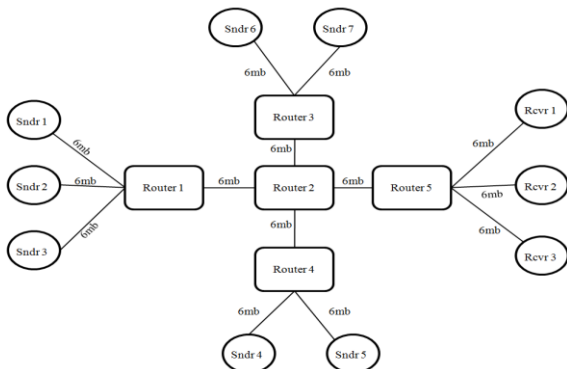 Sndr 6
Sndr 7
6mb
6mb
Router 3
6mb
Sndr 1
6mb
Sndr 2
6mb
Sndr 3
6mb
Router 1
6mb
Router 2
6mb
Router 5
6mb
Rcvr 1
6mb
Rcvr 2
6mb
Rcvr 3
6mb
Router 4
6mb
6mb
Sndr 4
Sndr 5